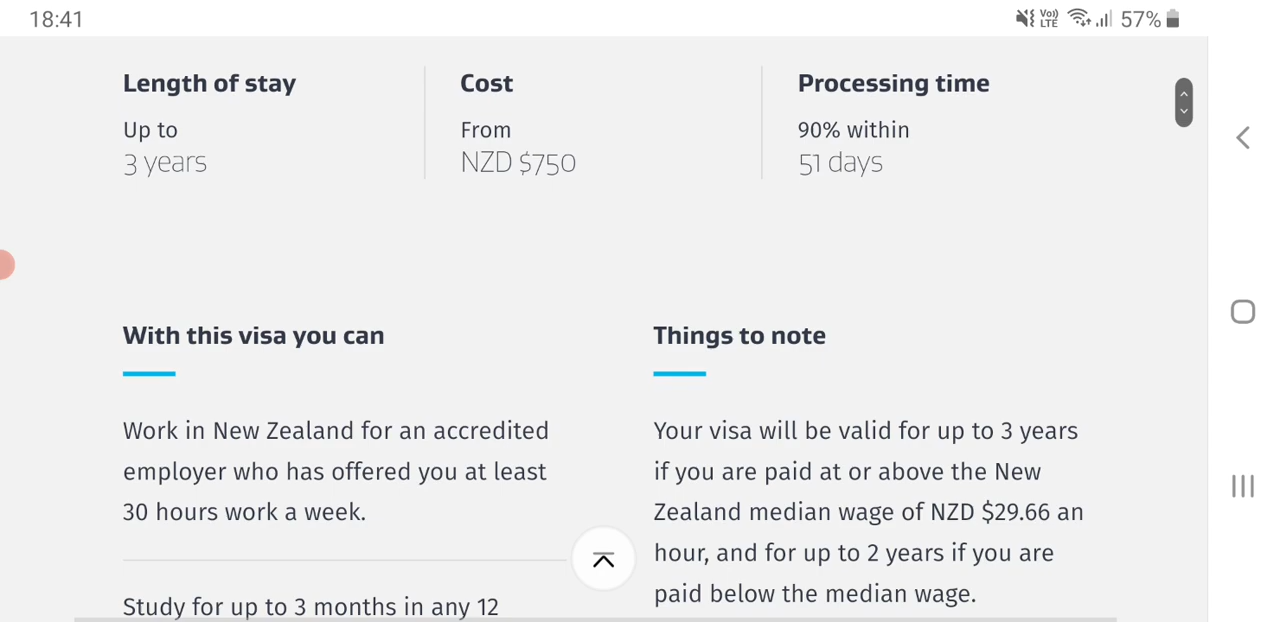 18:41
Vo)) LTE 57%
Length of stay
Up to
3 years
Cost
From
NZD $750
Processing time
90% within
51 days
With this visa you can
Work in New Zealand for an accredited
employer who has offered you at least
30 hours work a week.
Study for up to 3 months in any 12
Things to note
Your visa will be valid for up to 3 years
if you are paid at or above the New
Zealand median wage of NZD $29.66 an
hour, and for up to 2 years if you are
paid below the median wage.